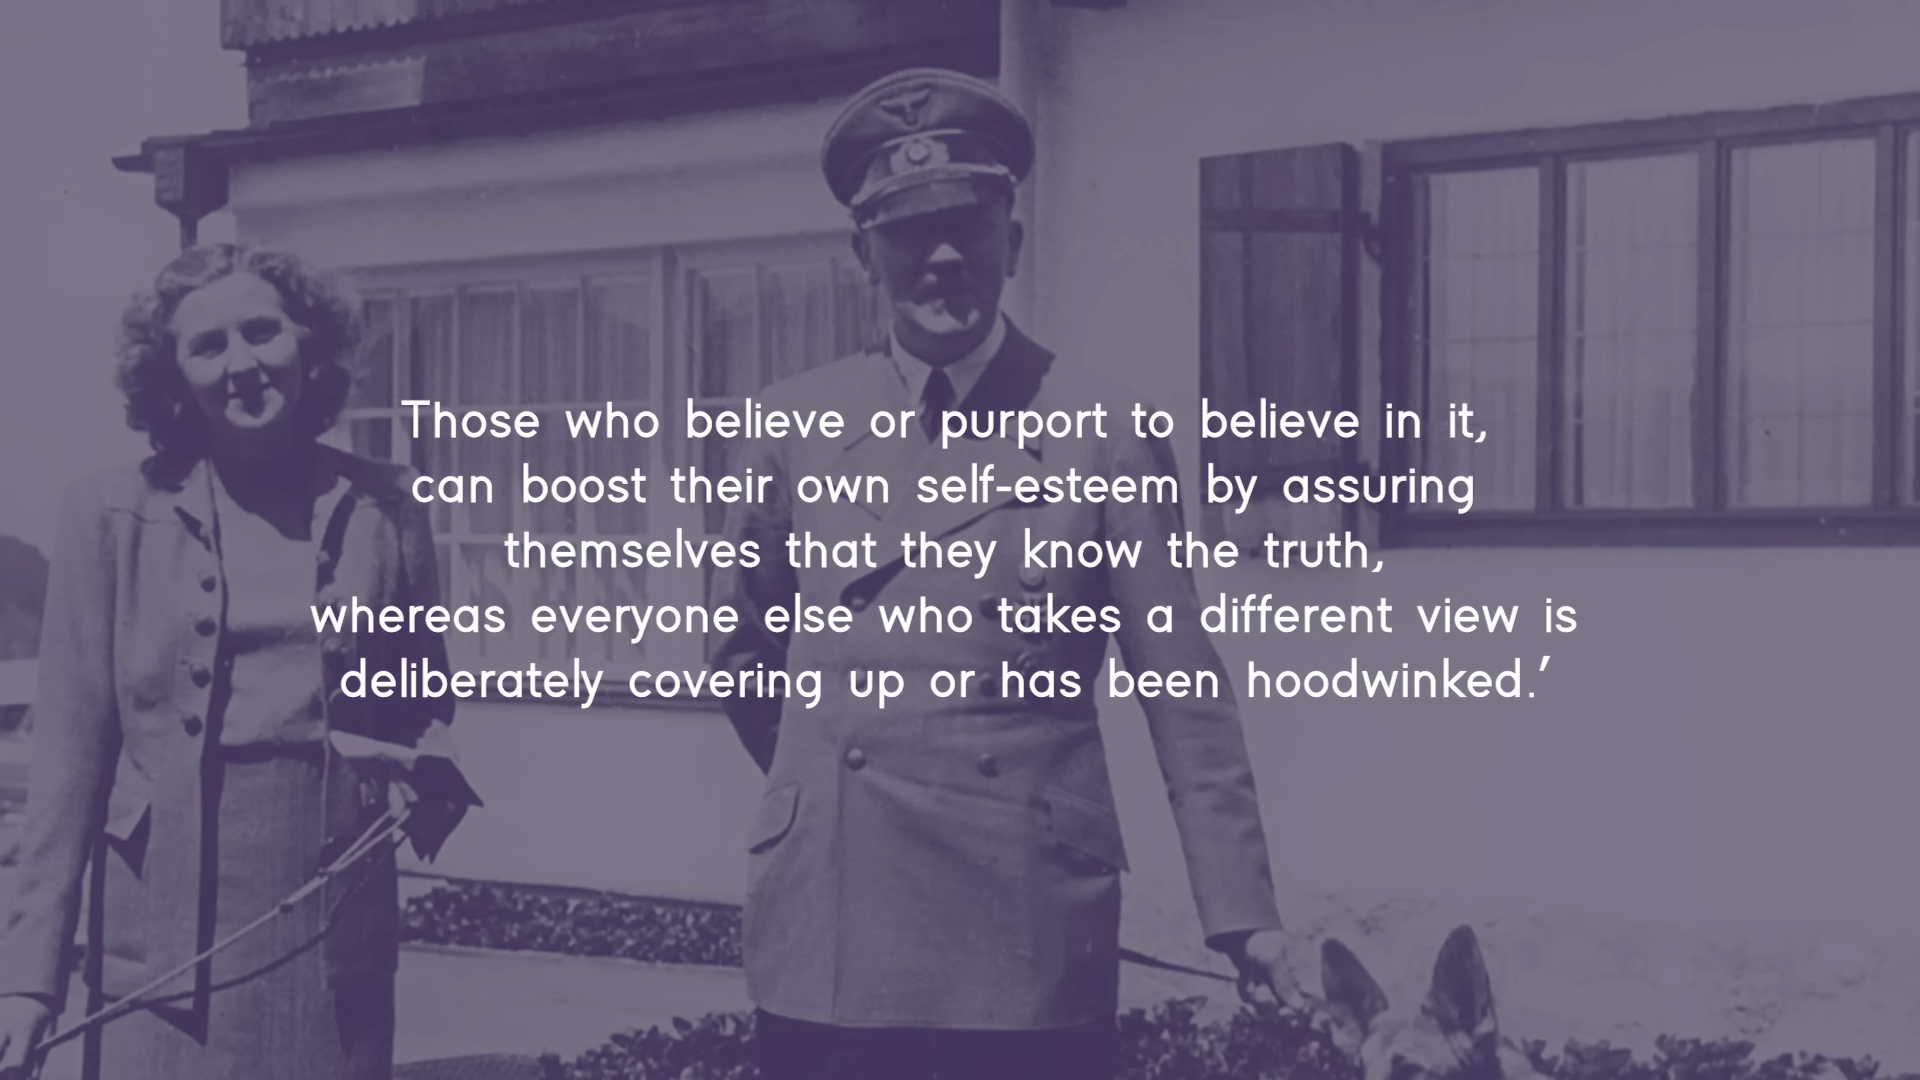 Those who believe or purport to believe in it,
can boost their own self-esteem by assuring
themselves that they know the truth,
whereas everyone else who takes a different view is
deliberately covering up or has been hoodwinked.’